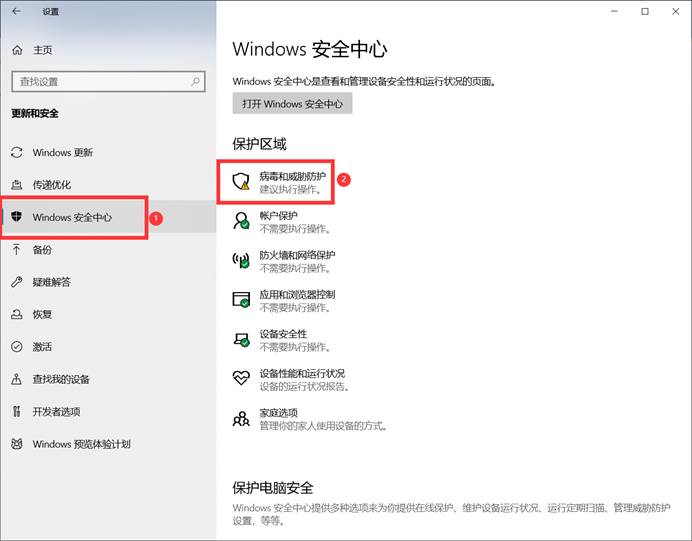 设置
主页
查找设置
更新和安全
Windows 更新
传递优化
Windows 安全中心
1
备份
疑难解答
恢复
激活
查找我的设备
开发者选项
Windows 预览体验计划
Windows 安全中心
Windows 安全中心是查看和管理设备安全性和运行状况的页面。
打开 Windows 安全中心
保护区域
病毒和威胁防护
2
建议执行操作。
帐户保护
不需要执行操作。
防火墙和网络保护
不需要执行操作。
应用和浏览器控制
不需要执行操作。
设备安全性
不需要执行操作。
设备性能和运行状况
设备的运行状况报告。
家庭选项
管理你的家人使用设备的方式。
保护电脑安全
Windows 安全中心提供多种选项来为你提供在线保护、维护设备运行状况、运行定期扫描、管理威胁防护
设置，等等。